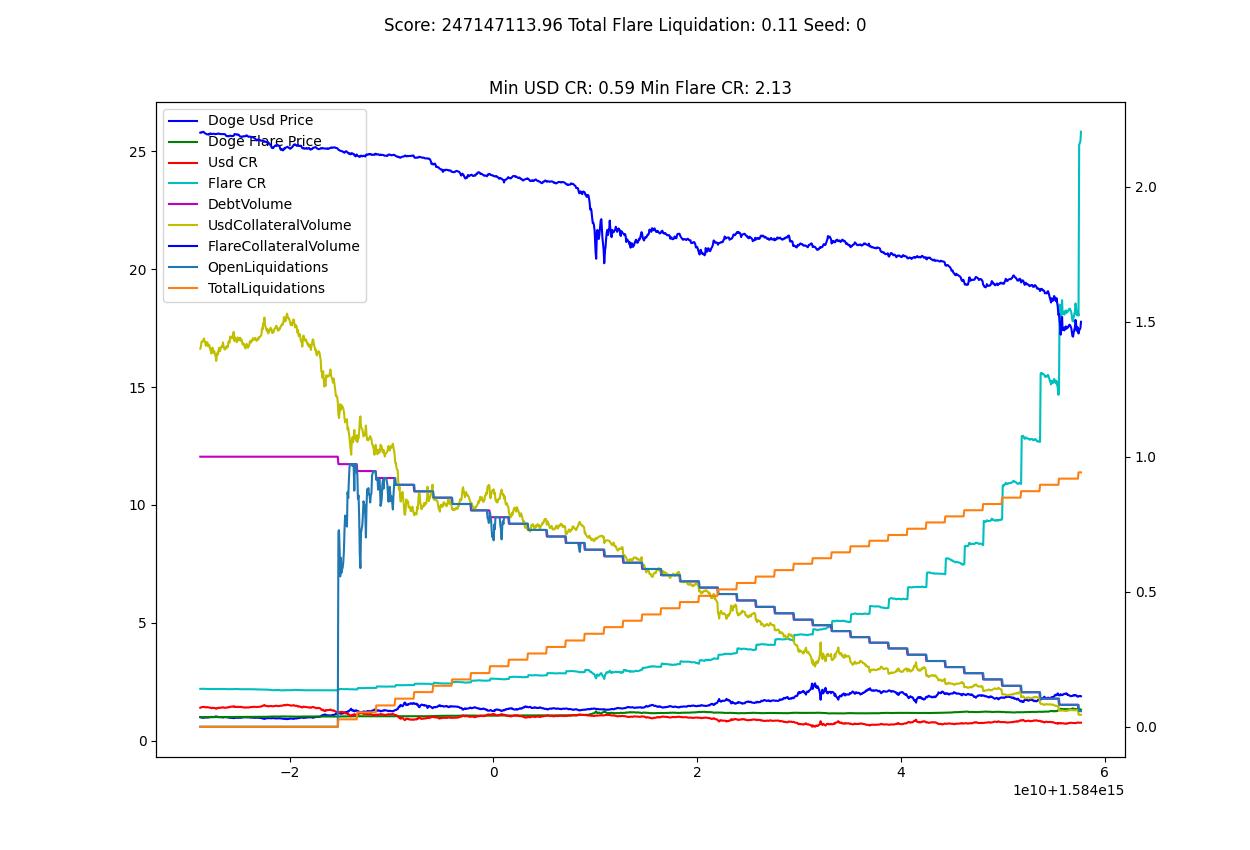 Score: 247147113.96 Total Flare Liquidation: 0.11 Seed: 0
Min USD CR: 0.59 Min Flare CR: 2.13
Doge Usd Price
Doge Flare Price
Usd CR
Flare CR
DebtVolume
UsdCollateralVolume
FlareCollateralVolume
OpenLiquidations
TotalLiquidations
25
20
15
10
5
0
2.0
1.5
1.0
0.5
0.0
−2
0
2
4
6
1e10+1.584e15